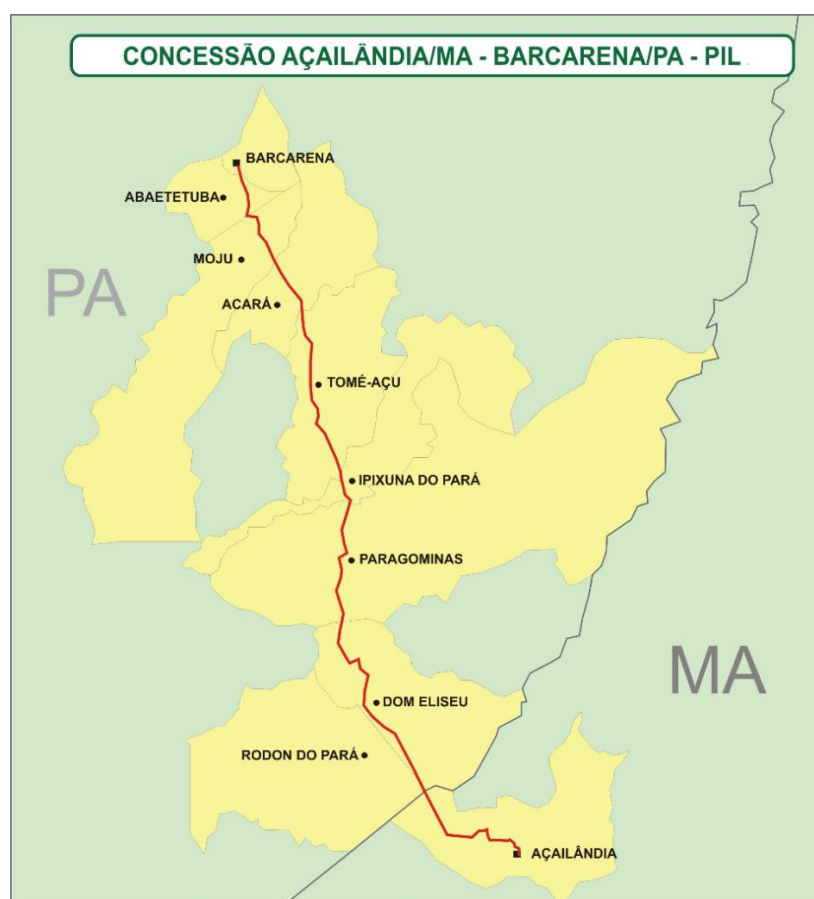 CONCESSÃO AÇAILÂNDIA/MA - BARCARENA/PA - PIL
BARCARENA
ABAETETUBA
MOJU
PA
ACARÁ
TOMÉ-AÇU
IPIXUNA DO PARÁ
PARAGOMINAS
MA
DOM ELISEU
RODON DO PARÁ
AÇAILÂNDIA